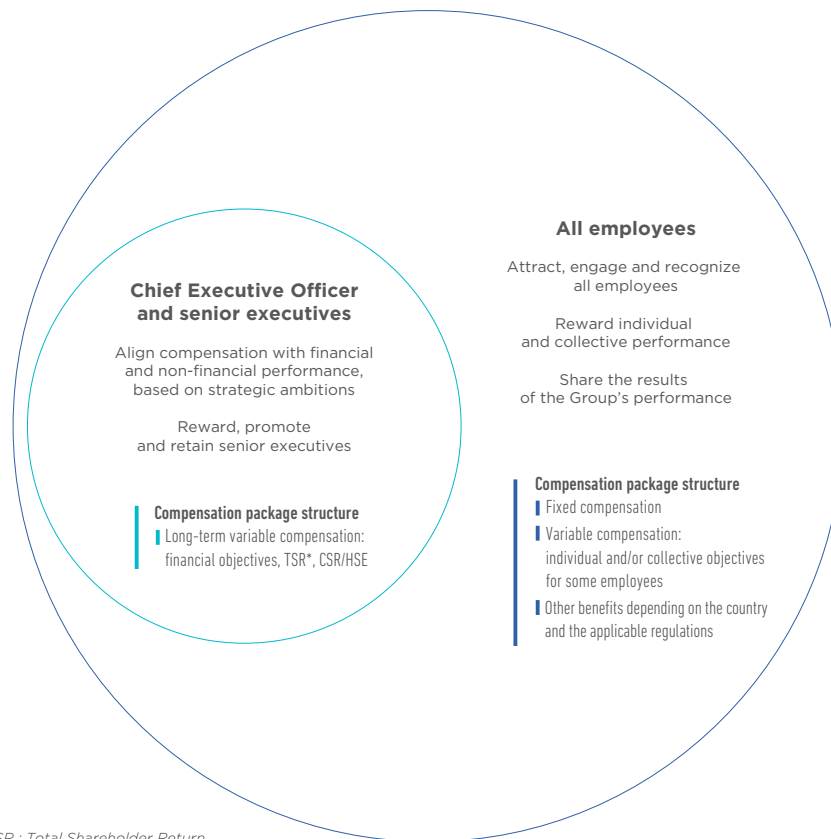 Chief Executive Officer
and senior executives
Align compensation with financial
and non-financial performance,
based on strategic ambitions
Reward, promote
and retain senior executives
Compensation package structure
Long-term variable compensation:
financial objectives, TSR*, CSR/HSE
All employees
Attract, engage and recognize
all employees
Reward individual
and collective performance
Share the results
of the Group's performance
Compensation package structure
Fixed compensation
Variable compensation:
individual and/or collective objectives
for some employees
Other benefits depending on the country
and the applicable regulations
: Total Shareholder Return